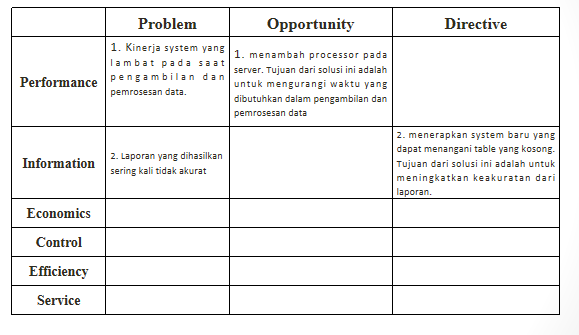 Problem Opportunity Directive
Performance
1. Kinerja system yang
lambat pada saat
pengambilan dan
pemrosesan data.
1. menambah processor pada
server. Tujuan dari solusi ini adalah
untuk mengurangi waktu yang
dibutuhkan dalam pengambilan dan
pemrosesan data
Information
2. Laporan yang dihasilkan
sering kali tidak akurat
2. menerapkan system baru yang
dapat menangani table yang kosong.
Tujuan dari solusi ini adalah untuk
meningkatkan keakuratan dari
laporan.
Economics
Control
Efficiency
Service